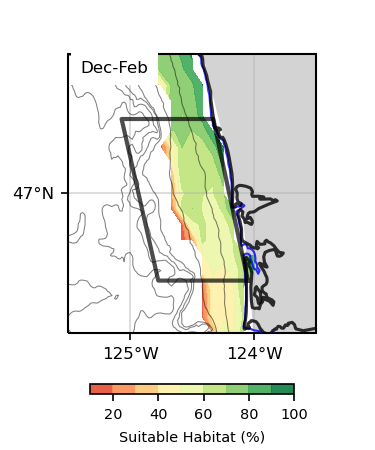 Dec-Feb
47°N
125°W 124°W
20 40 60 80 100
Suitable Habitat (%)